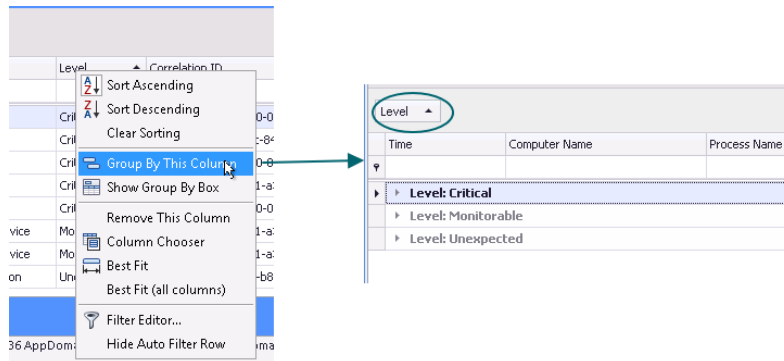 Level Correlation ID
Sort Ascending
Sort Descending
Clear Sorting
Group By This Column
Show Group By Box
Remove This Column
Column Chooser
Best Fit
Best Fit (all columns)
Filter Editor...
Hide Auto Filter Row
Level
Time Computer Name Process Name
Level: Critical
Level: Monitorable
Level: Unexpected